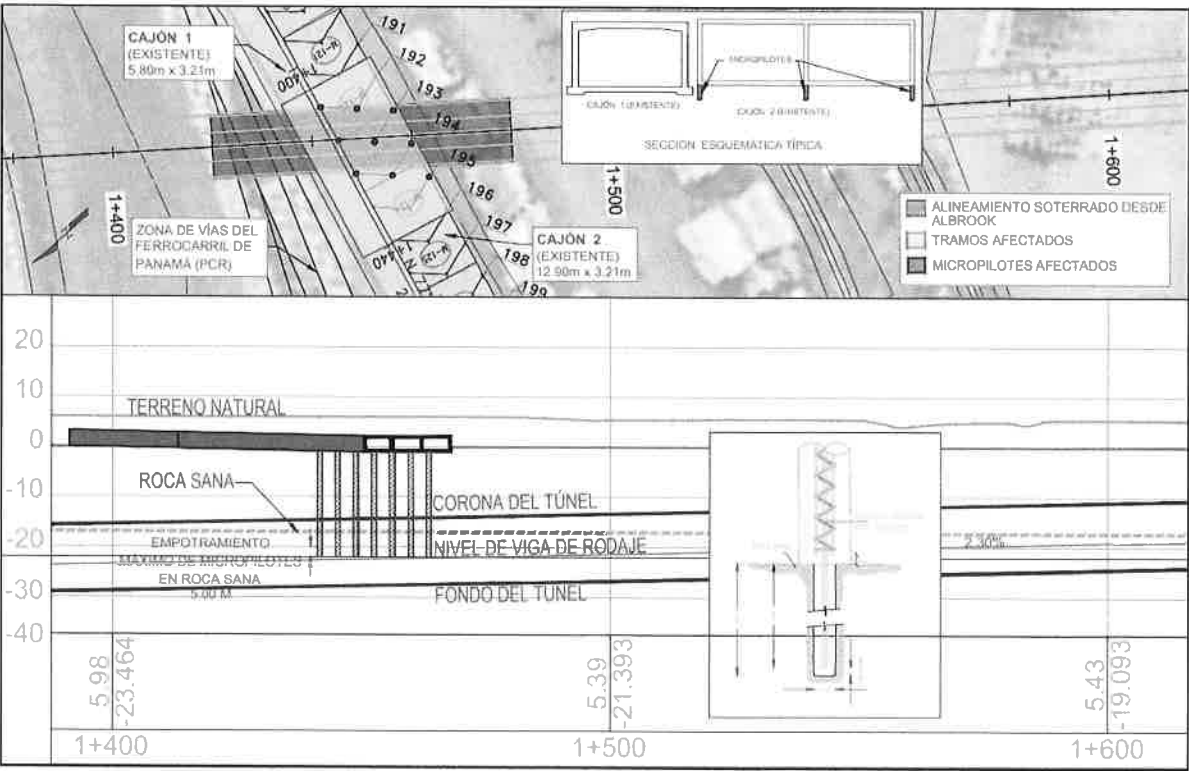 CAJÓN 1
(EXISTENTE)
5.80m x 3.21m
191
192
193
194
195
196
197
198
199
1+400
ZONA DE VÍAS DEL
FERROCARRIL DE
PANAMÁ (PCR)
CAJÓN 2
(EXISTENTE)
12.90m x 3.21m
MICROPILOTES
CAJÓN 1 (EXISTENTE)
CAJÓN 2 (EXISTENTE)
SECCIÓN ESQUEMÁTICA TÍPICA
1+500
1+600
ALINEAMIENTO SOTERRADO DESDE
ALBROOK
TRAMOS AFECTADOS
MICROPILOTES AFECTADOS
20
10
0
-10
-20
-30
-40
TERRENO NATURAL
ROCA SANA
CORONA DEL TÚNEL
EMPOTRAMIENTO
MÁXIMO DE MICROPILOTES
EN ROCA SANA
5.00 M
NIVEL DE VIGA DE RODAJE
2.30%
FONDO DEL TUNEL
5.98
-23.464
5.39
-21.393
5.43
-19.093
1+400
1+500
1+600